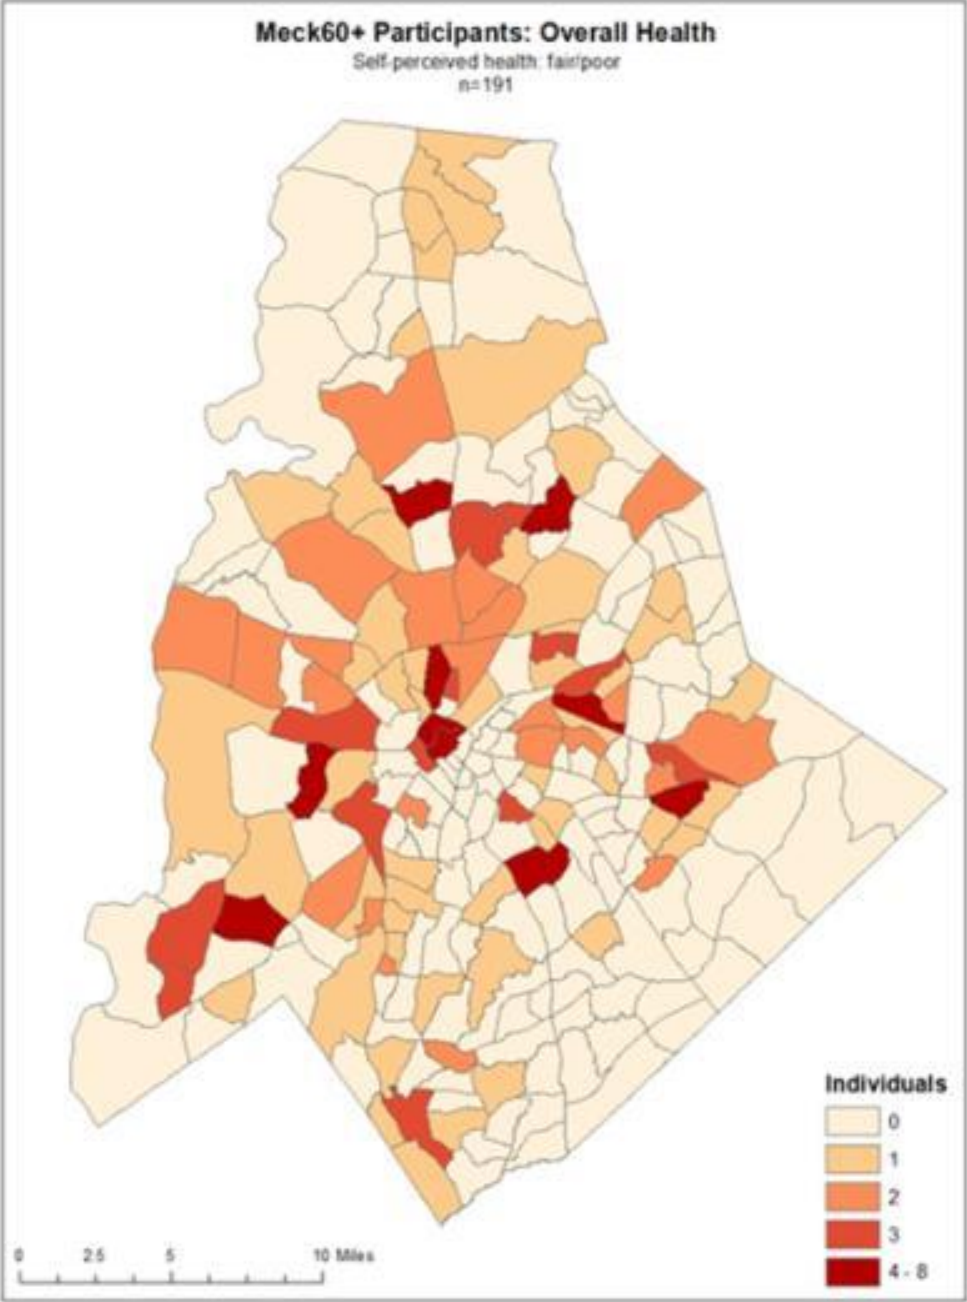 Meck60+ Participants: Overall Health
Self-perceived health: fair/poor
n=191
Individuals
0
1
2
3
4 - 8
0 2.5 5 10 Miles